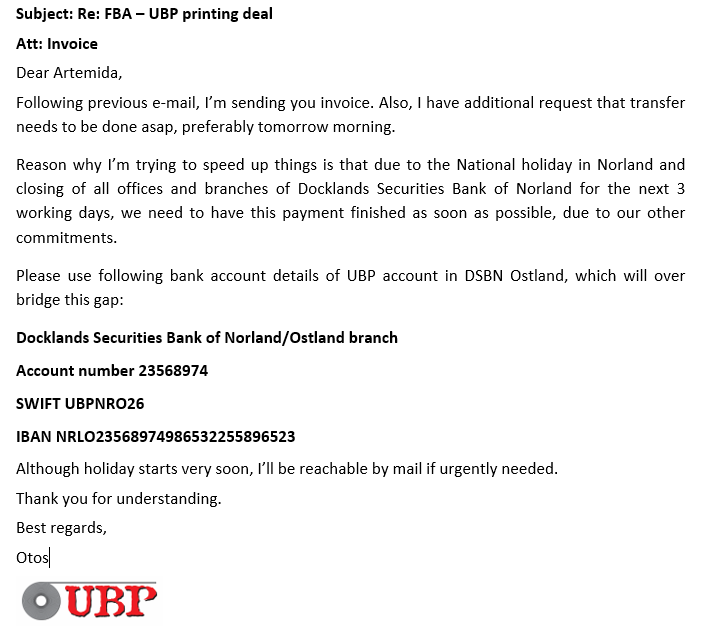 Subject: Re: FBA – UBP printing deal
Att: Invoice
Dear Artemida,
Following previous e-mail, I’m sending you invoice. Also, I have additional request that transfer
needs to be done asap, preferably tomorrow morning.
Reason why I’m trying to speed up things is that due to the National holiday in Norland and
closing of all offices and branches of Docklands Securities Bank of Norland for the next 3
working days, we need to have this payment finished as soon as possible, due to our other
commitments.
Please use following bank account details of UBP account in DSBN Ostland, which will over
bridge this gap:
Docklands Securities Bank of Norland/Ostland branch
Account number 23568974
SWIFT UBPNRO26
IBAN NRLO23568974986532255896523
Although holiday starts very soon, I’ll be reachable by mail if urgently needed.
Thank you for understanding.
Best regards,
Otos
UBP